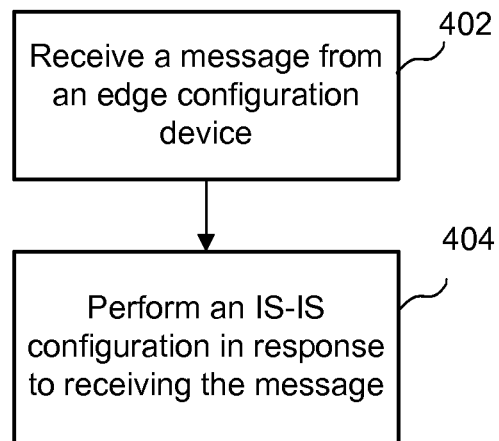 402
Receive a message from
an edge configuration
device
404
Perform an IS-IS
configuration in response
to receiving the message